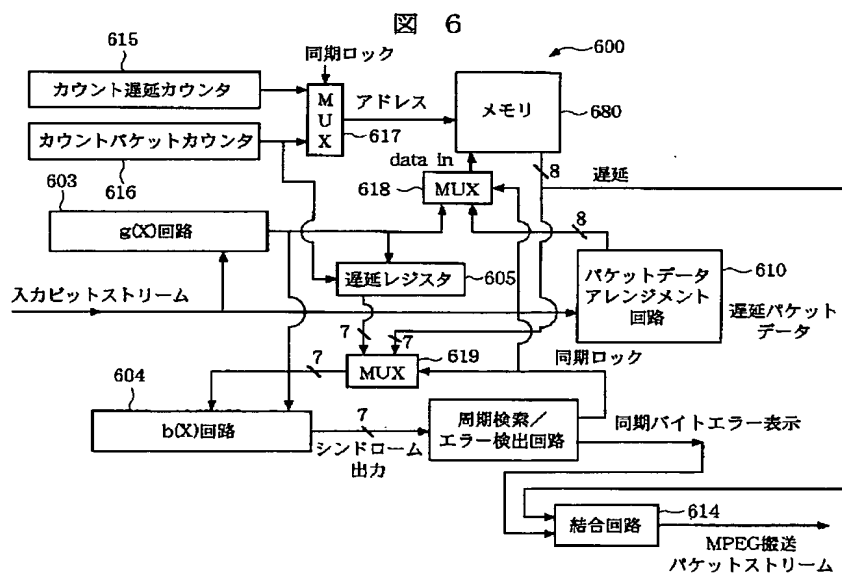 図 6
600
615
同期ロック
カウント遅延カウンタ
MUX
アドレス
メモリ
680
617
カウントパケットカウンタ
616
data in
8
遅延
618
MUX
603
8
g(X)回路
遅延レジスタ
605
パケットデータ
アレンジメント
回路
610
入力ビットストリーム
遅延パケット
データ
7
7
619
同期ロック
MUX
7
604
b(X)回路
7
シンドローム
出力
周期検索/
エラー検出回路
同期バイトエラー表示
614
結合回路
MPEG搬送
パケットストリーム